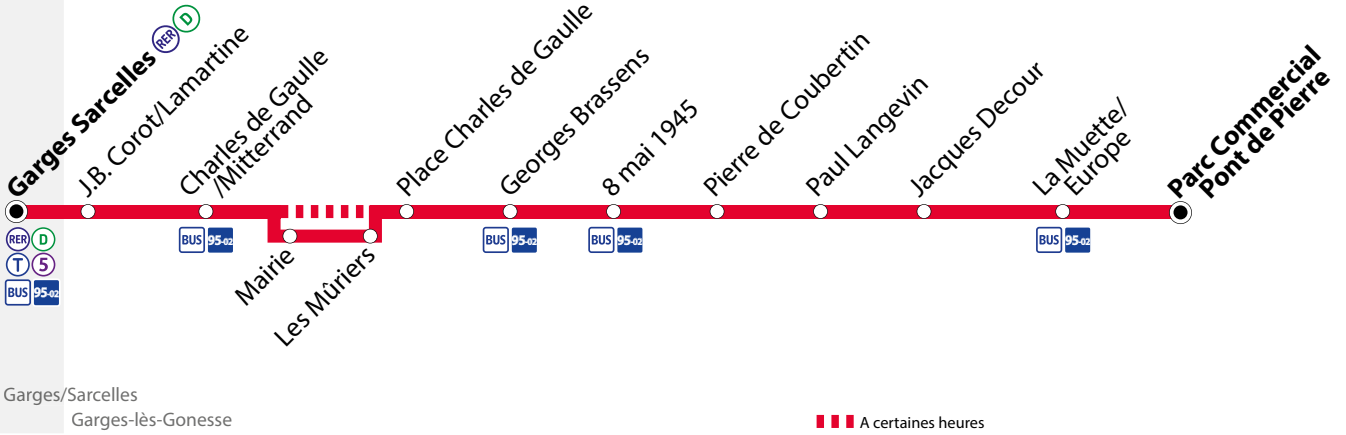 Garges Sarcelles RER D
J.B. Corot/Lamartine
Charles de Gaulle
/Mitterrand
Place Charles de Gaulle
Georges Brassens
8 mai 1945
Pierre de Coubertin
Paul Langevin
Jacques Decour
La Muette/
Europe
Parc Commercial
Pont de Pierre
RER D
T 5
BUS 95-02
BUS 95-02
BUS 95-02
BUS 95-02
BUS 95-02
Mairie
Les Mûriers
Garges/Sarcelles
Garges-lès-Gonesse
A certaines heures